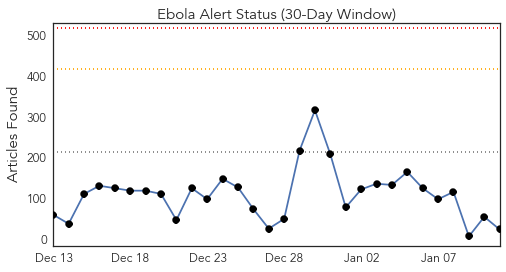 Ebola Alert Status (30-Day Window)
Articles Found
500
400
300
200
100
0
Dec 13 Dec 18 Dec 23 Dec 28 Jan 02 Jan 07